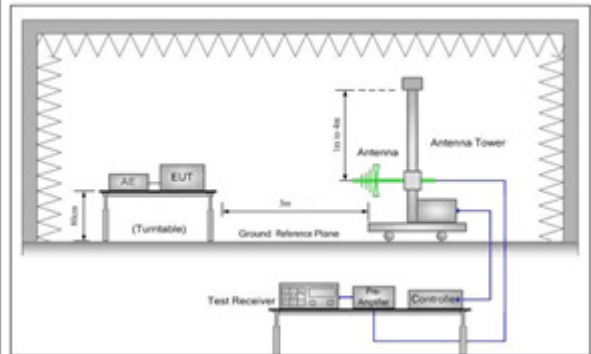 1m to 4m
Antenna
Antenna Tower
AE
EUT
80cm
(Turntable)
3m
Ground Reference Plane
Test Receiver
Pre-
Amplifier
Controller